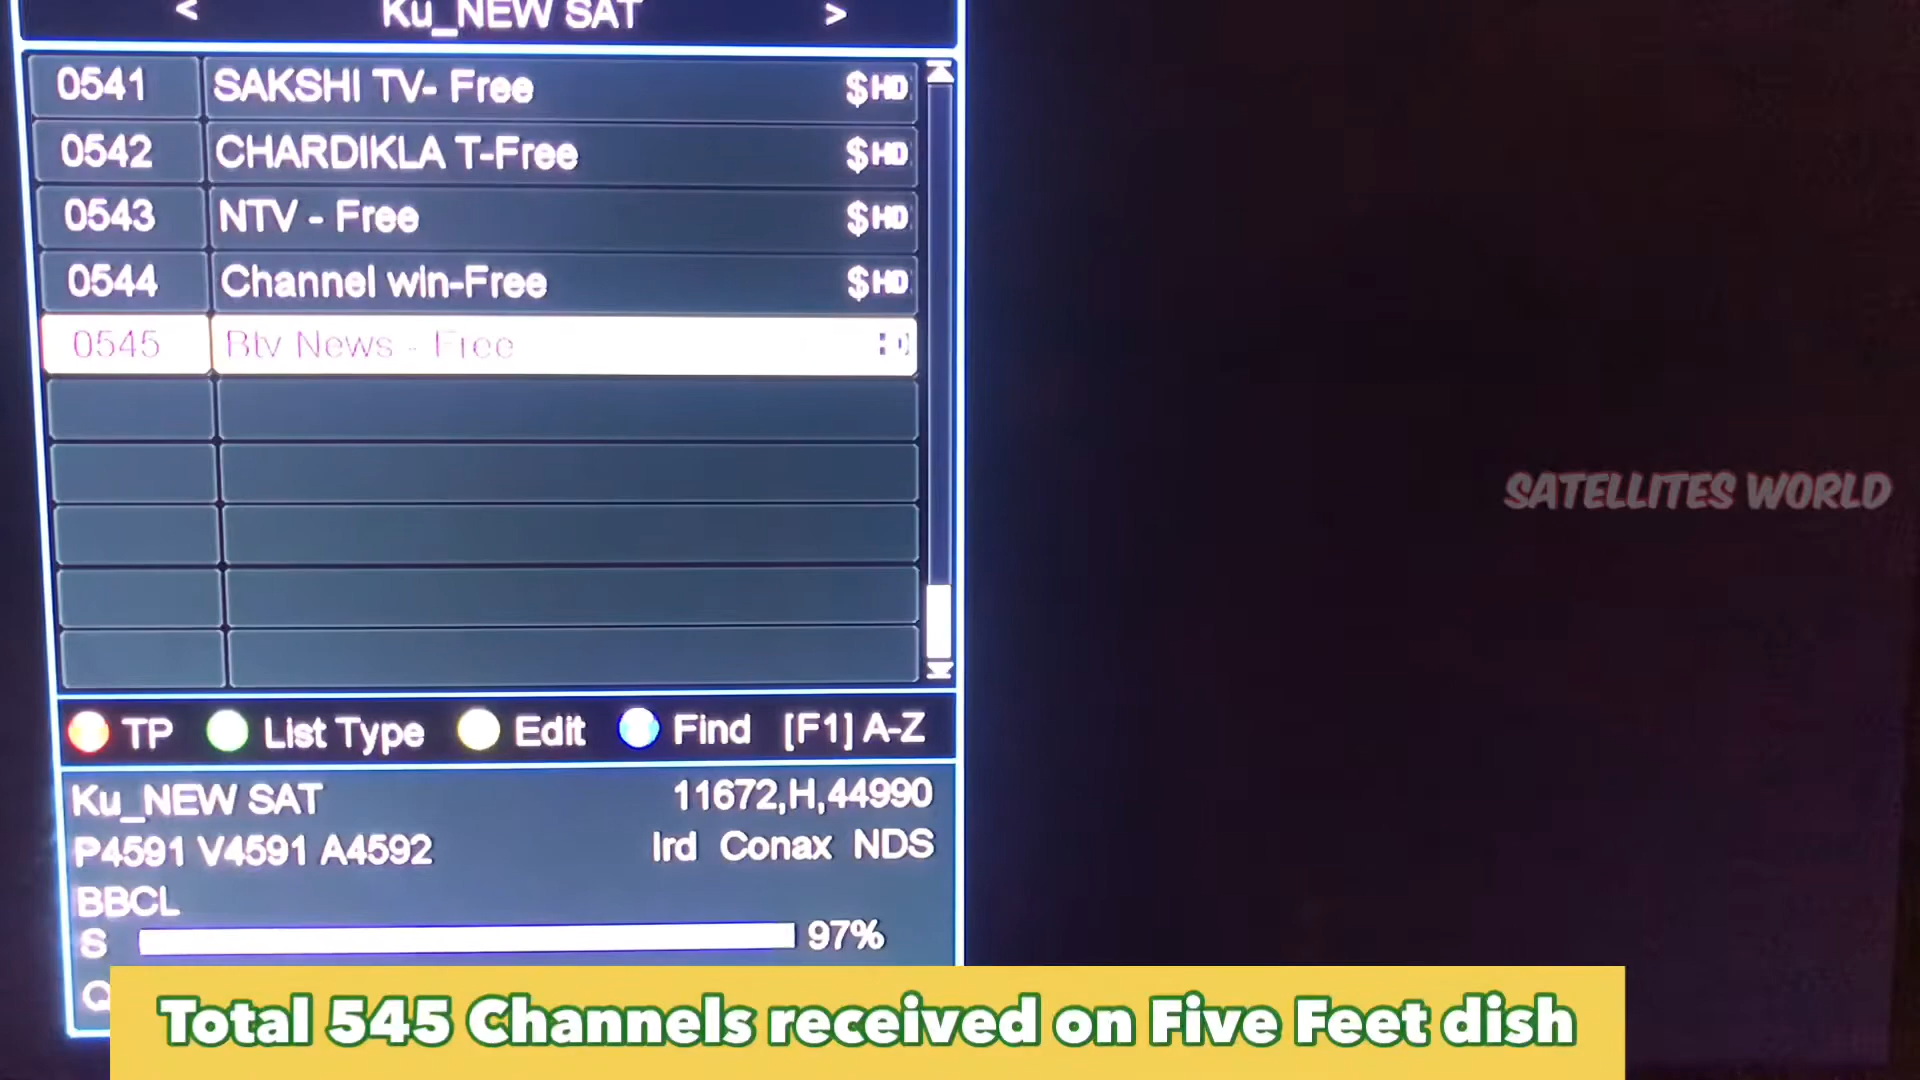 < Ku_NEW SAT >
0541 SAKSHI TV- Free $HD
0542 CHARDIKLA T-Free $HD
0543 NTV - Free $HD
0544 Channel win-Free $HD
0545 Btv News - Free
TP List Type Edit Find [F1] A-Z
Ku_NEW SAT 11672,H,44990
P4591 V4591 A4592 Ird Conax NDS
BBCL
S 97%
Q
SATELLITES WORLD
Total 545 Channels received on Five Feet dish